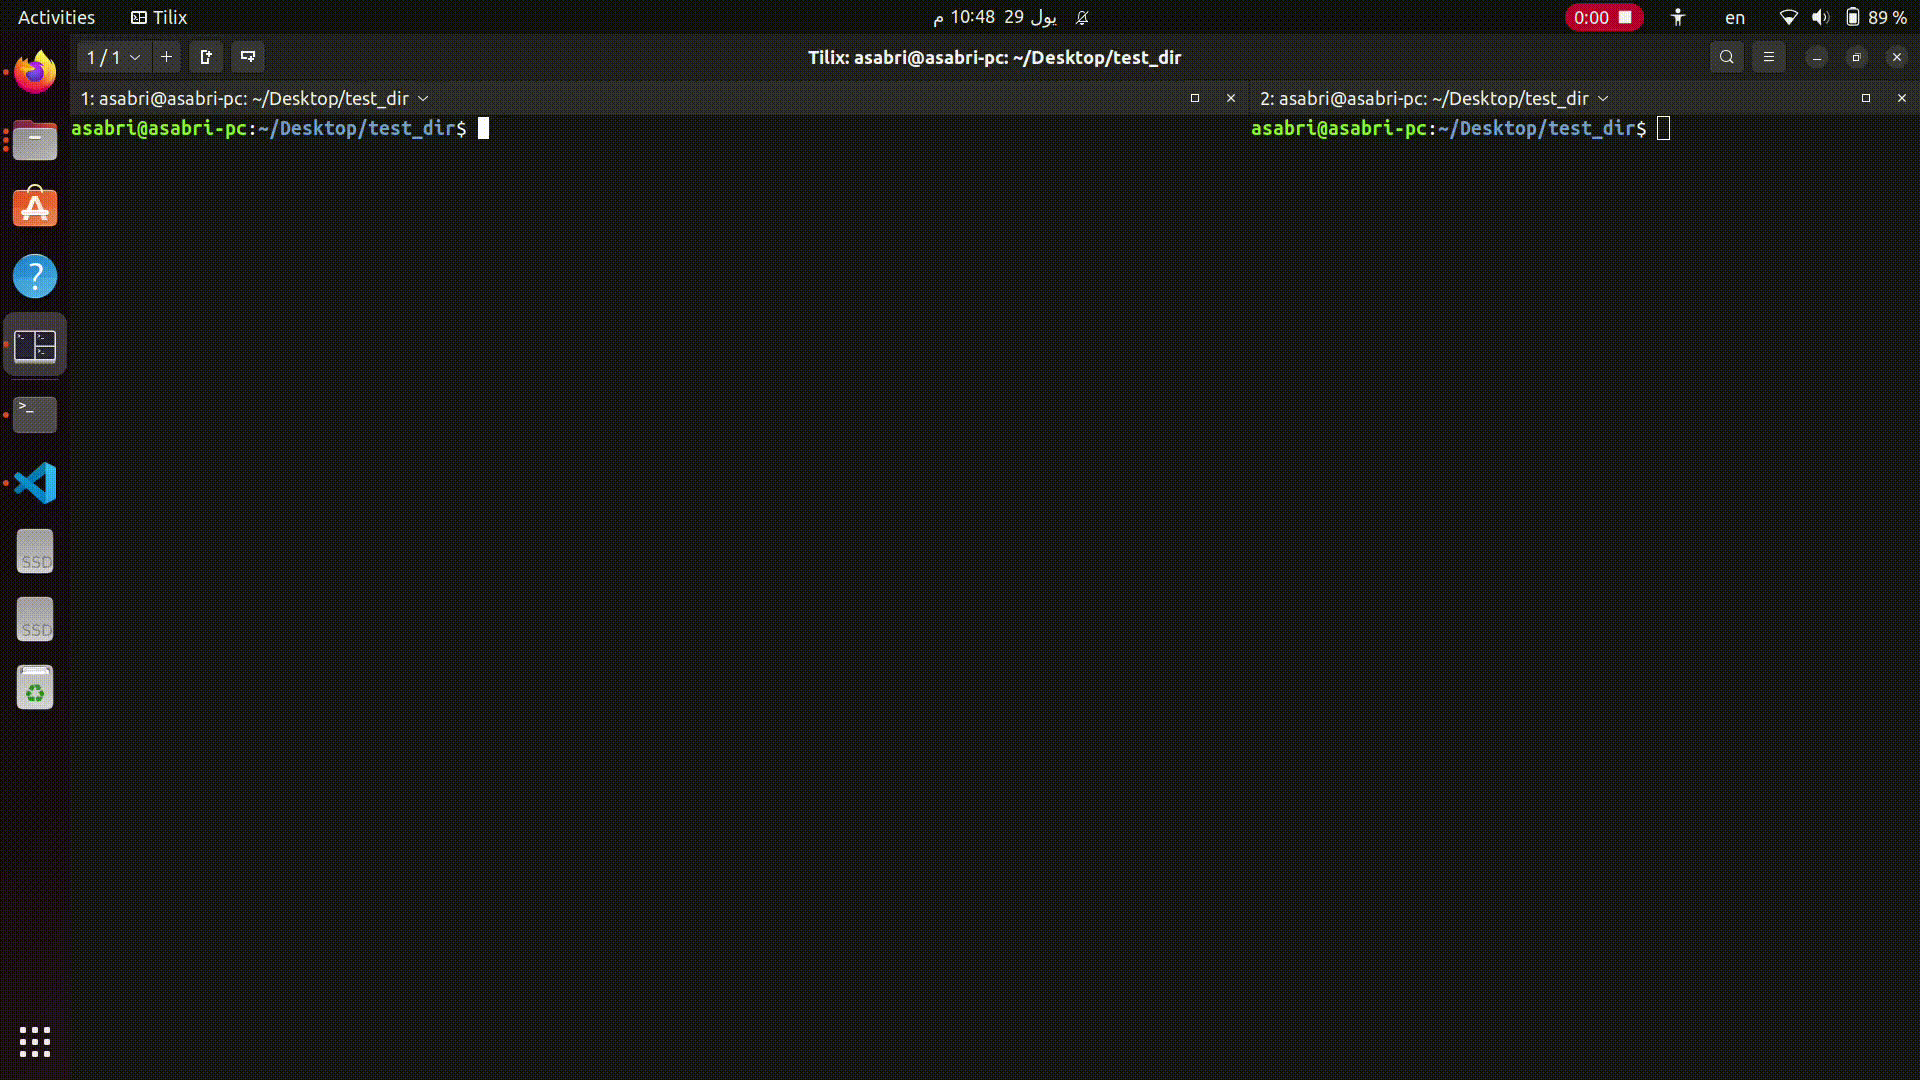 Activities
Tilix
29 يول  10:48 م
0:00
en
89 %
1 / 1
Tilix: asabri@asabri-pc: ~/Desktop/test_dir
1: asabri@asabri-pc: ~/Desktop/test_dir
2: asabri@asabri-pc: ~/Desktop/test_dir
asabri@asabri-pc:~/Desktop/test_dir$
asabri@asabri-pc:~/Desktop/test_dir$
?
>_
SSD
SSD